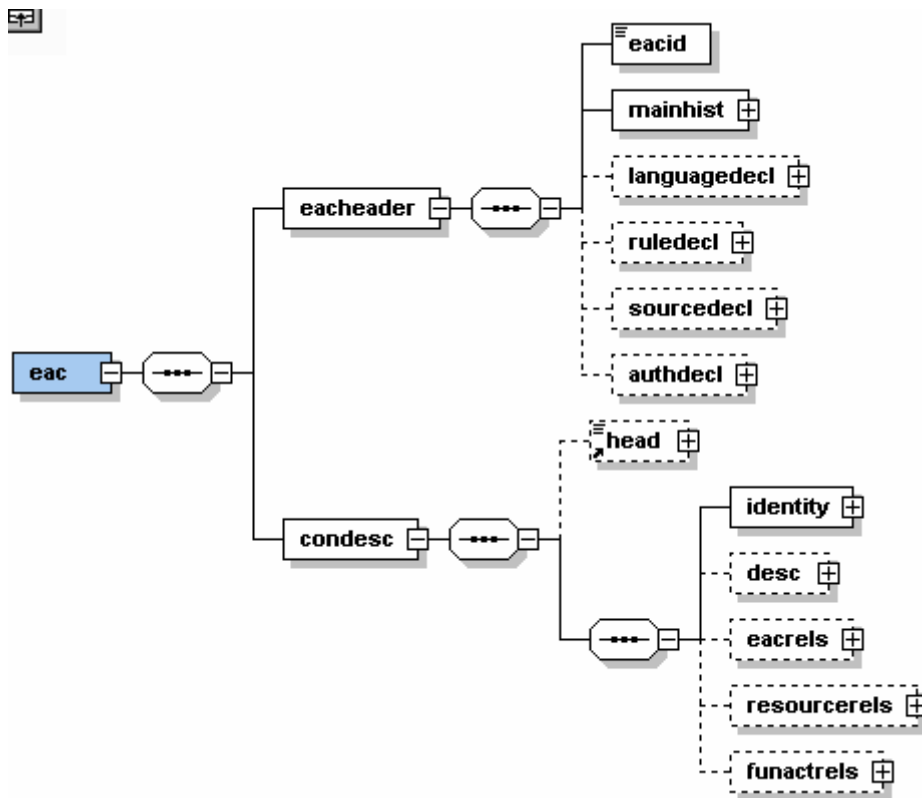 eacid
mainhist
languagedecl
eacheader
ruledecl
sourcedecl
eac
authdecl
head
identity
condesc
desc
eacrels
resourcerels
funactrels